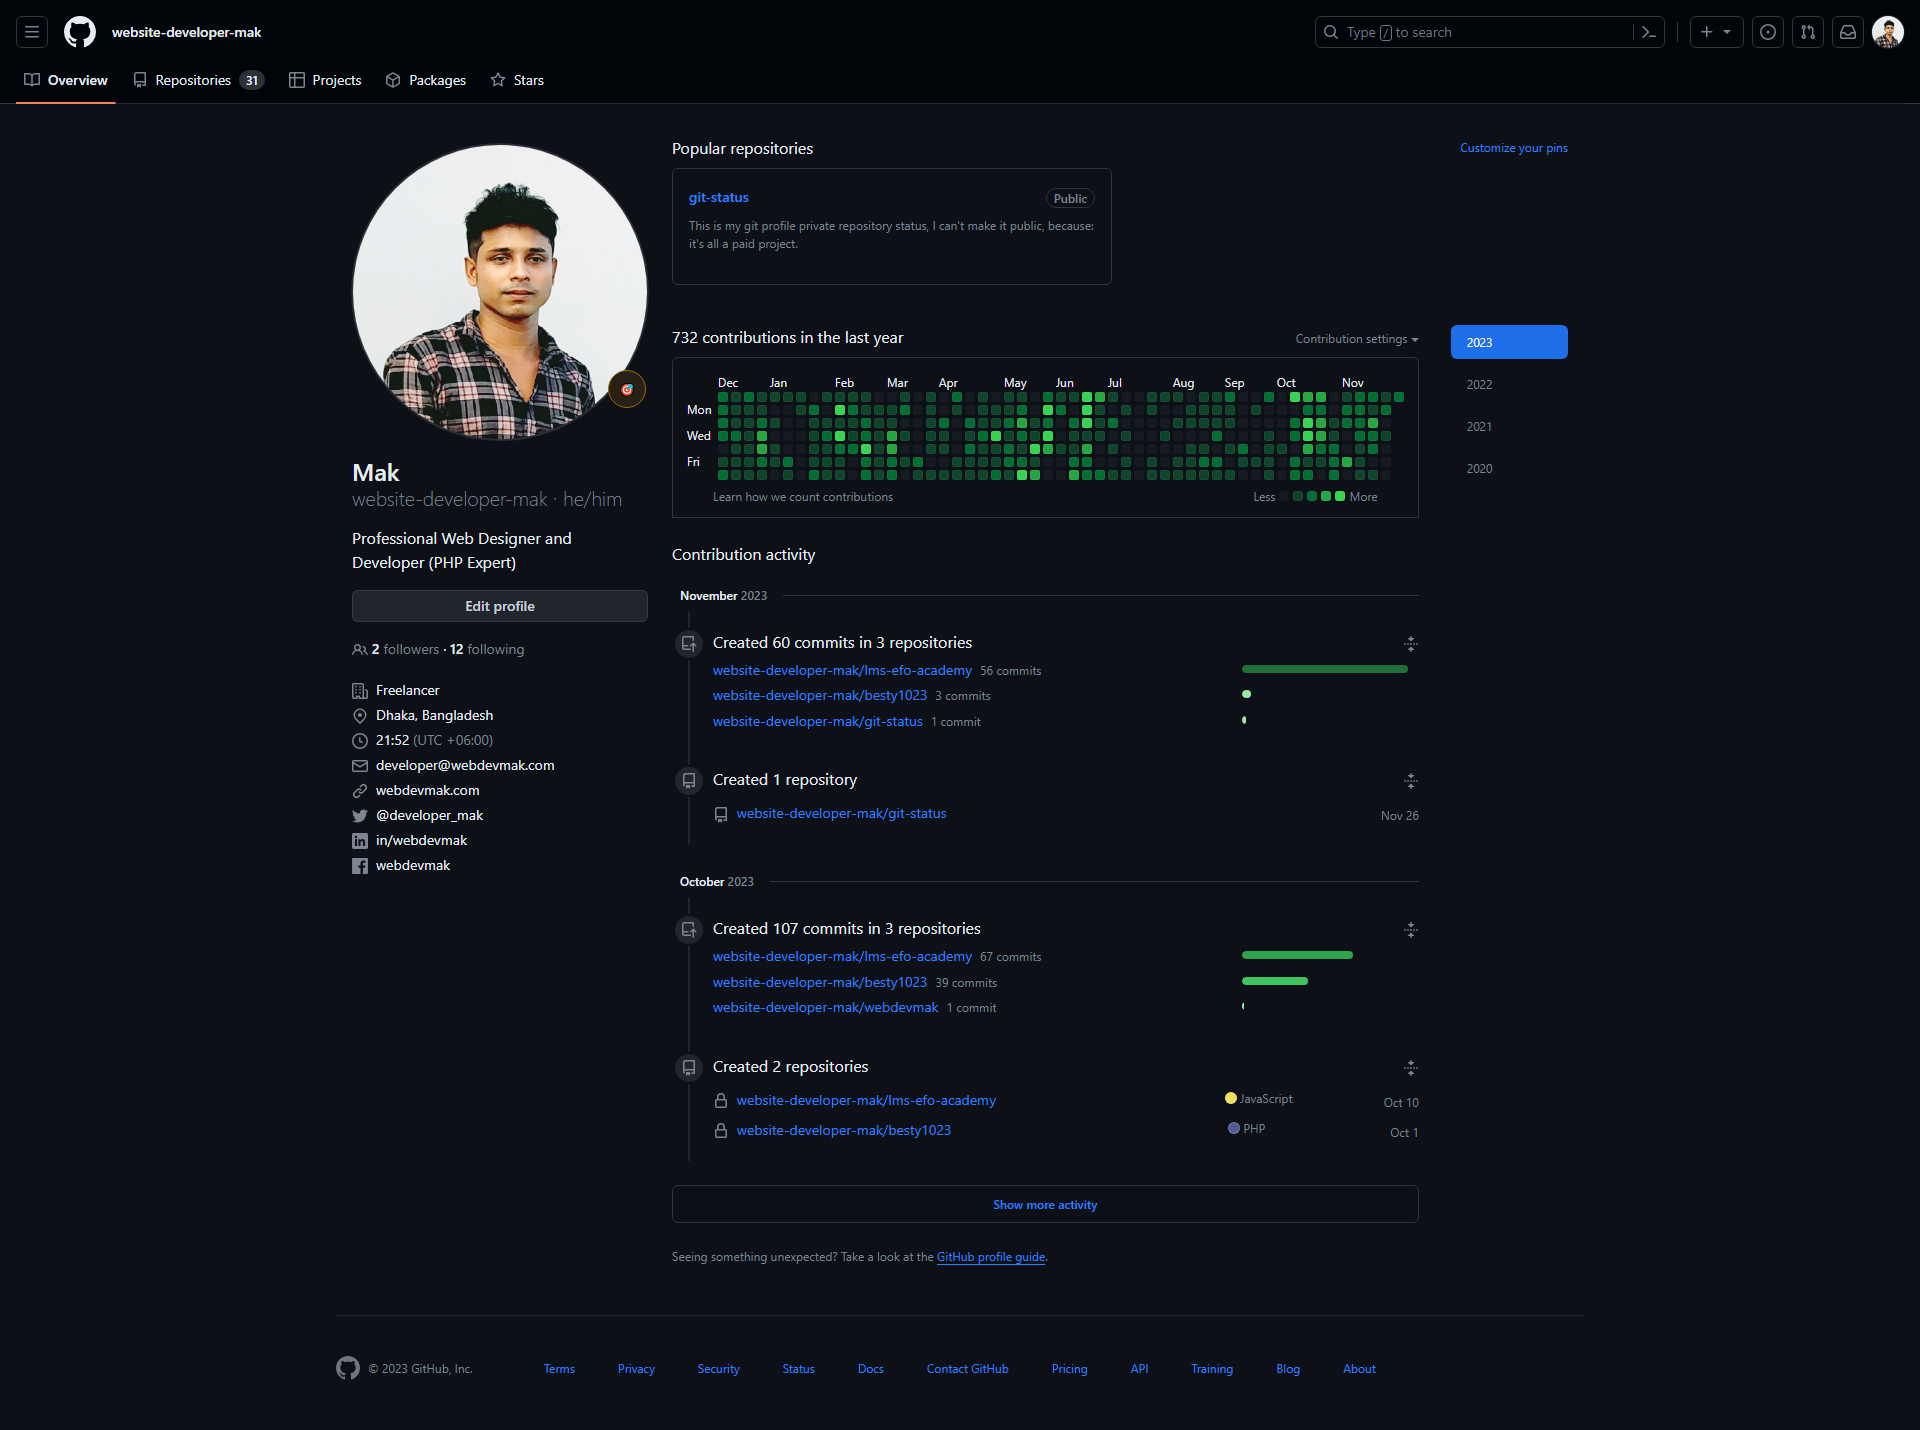 website-developer-mak
Type / to search
Overview
Repositories 31
Projects
Packages
Stars
Mak
website-developer-mak · he/him
Professional Web Designer and
Developer (PHP Expert)
Edit profile
2 followers · 12 following
Freelancer
Dhaka, Bangladesh
21:52 (UTC +06:00)
developer@webdevmak.com
webdevmak.com
@developer_mak
in/webdevmak
webdevmak
Popular repositories
Customize your pins
git-status
Public
This is my git profile private repository status, I can't make it public, because:
it's all a paid project.
732 contributions in the last year
Contribution settings
2023
2022
2021
2020
Dec Jan Feb Mar Apr May Jun Jul Aug Sep Oct Nov
Mon
Wed
Fri
Learn how we count contributions
Less
More
Contribution activity
November 2023
Created 60 commits in 3 repositories
website-developer-mak/lms-efo-academy 56 commits
website-developer-mak/besty1023 3 commits
website-developer-mak/git-status 1 commit
Created 1 repository
website-developer-mak/git-status
Nov 26
October 2023
Created 107 commits in 3 repositories
website-developer-mak/lms-efo-academy 67 commits
website-developer-mak/besty1023 39 commits
website-developer-mak/webdevmak 1 commit
Created 2 repositories
website-developer-mak/lms-efo-academy
JavaScript
Oct 10
website-developer-mak/besty1023
PHP
Oct 1
Show more activity
Seeing something unexpected? Take a look at the GitHub profile guide.
© 2023 GitHub, Inc.
Terms
Privacy
Security
Status
Docs
Contact GitHub
Pricing
API
Training
Blog
About